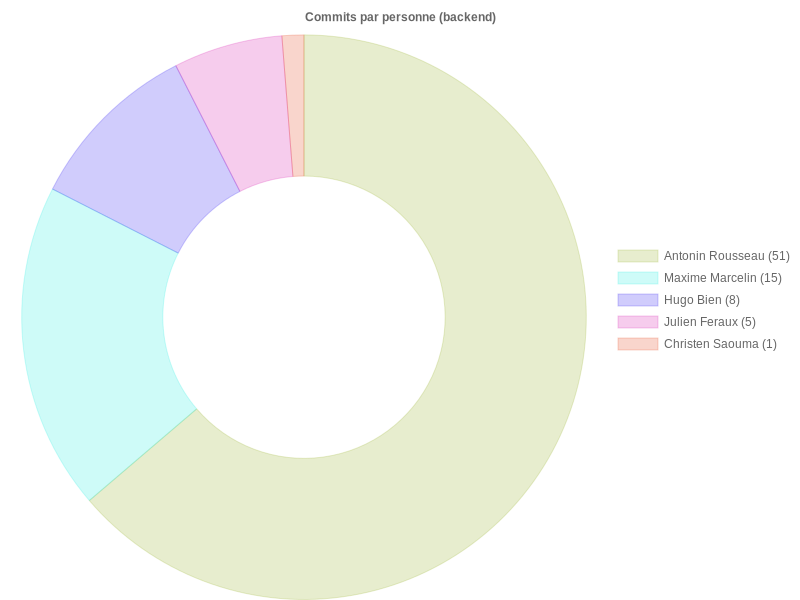 Commits par personne (backend)
Antonin Rousseau (51)
Maxime Marcelin (15)
Hugo Bien (8)
Julien Feraux (5)
Christen Saouma (1)